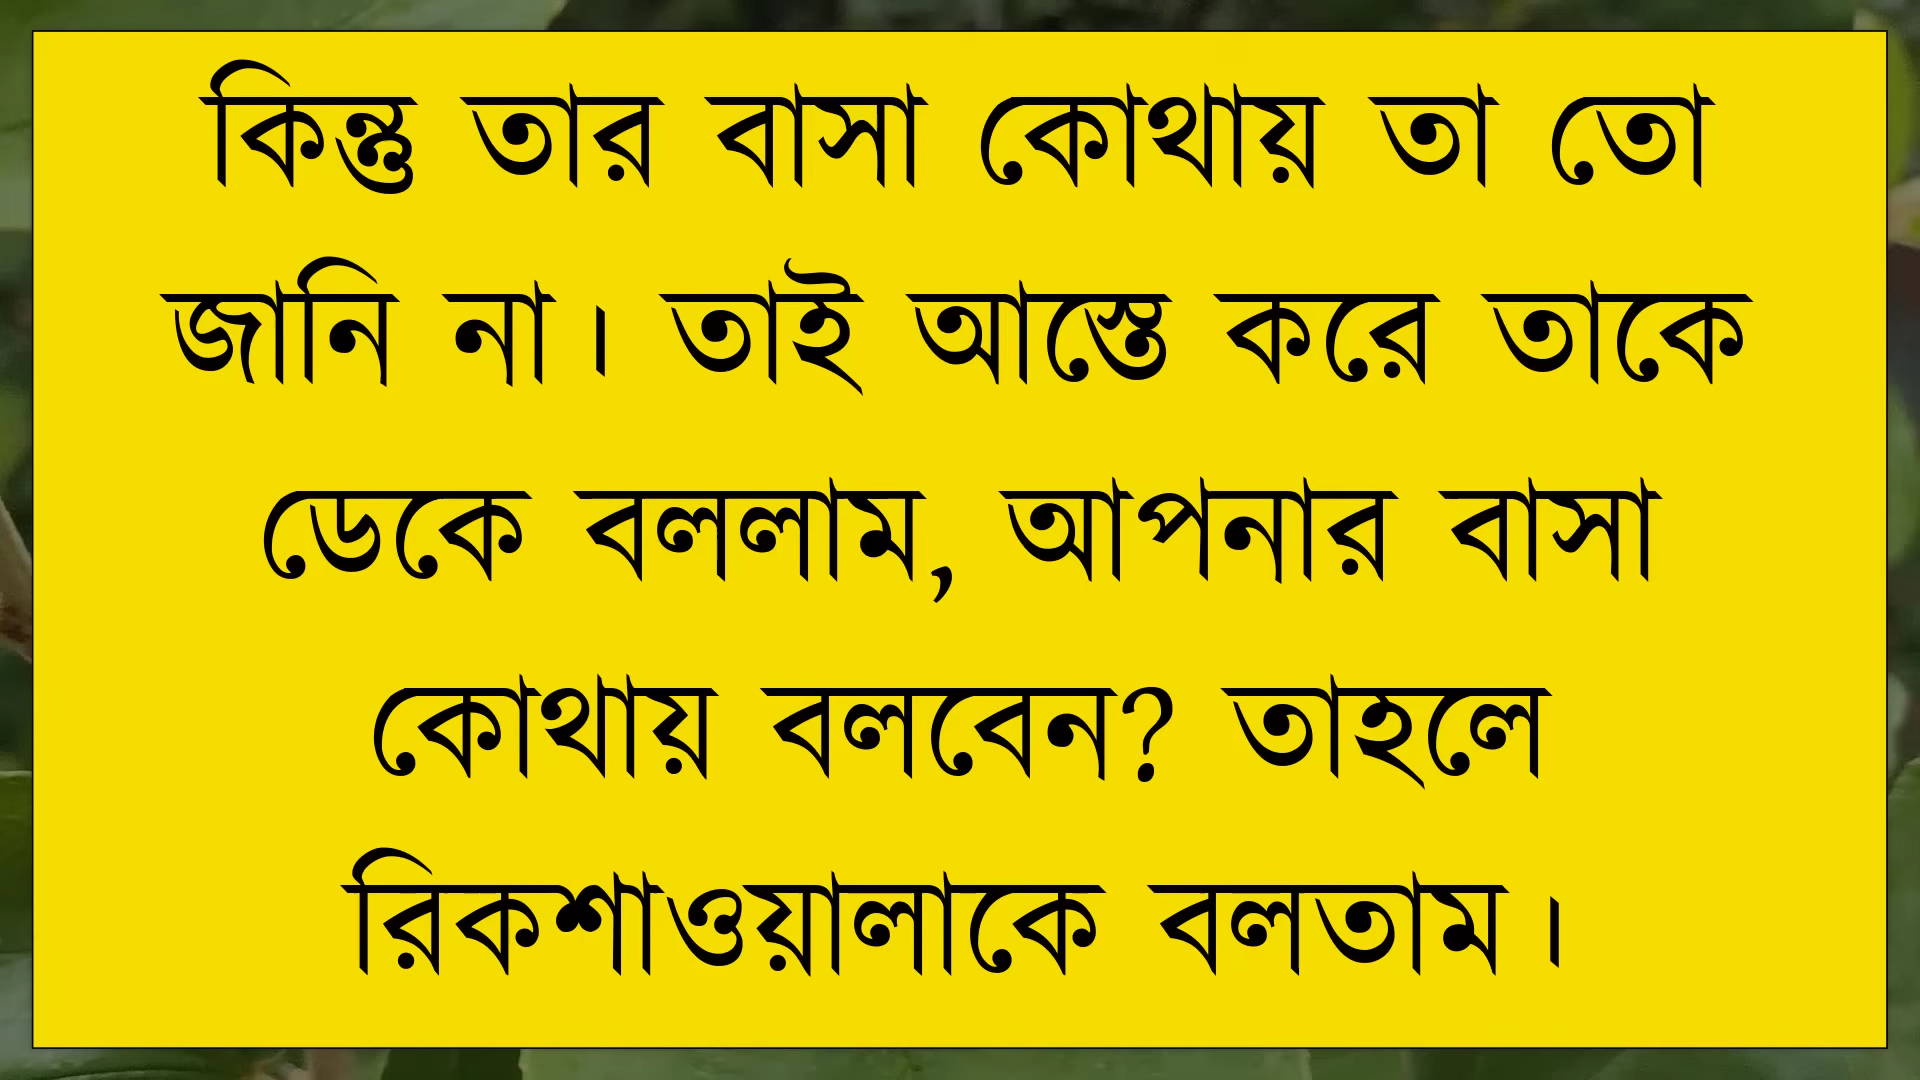 কিন্তু তার বাসা কোথায় তা তো
জানি না। তাই আস্তে করে তাকে
ডেকে বললাম, আপনার বাসা
কোথায় বলবেন? তাহলে
রিকশাওয়ালাকে বলতাম।